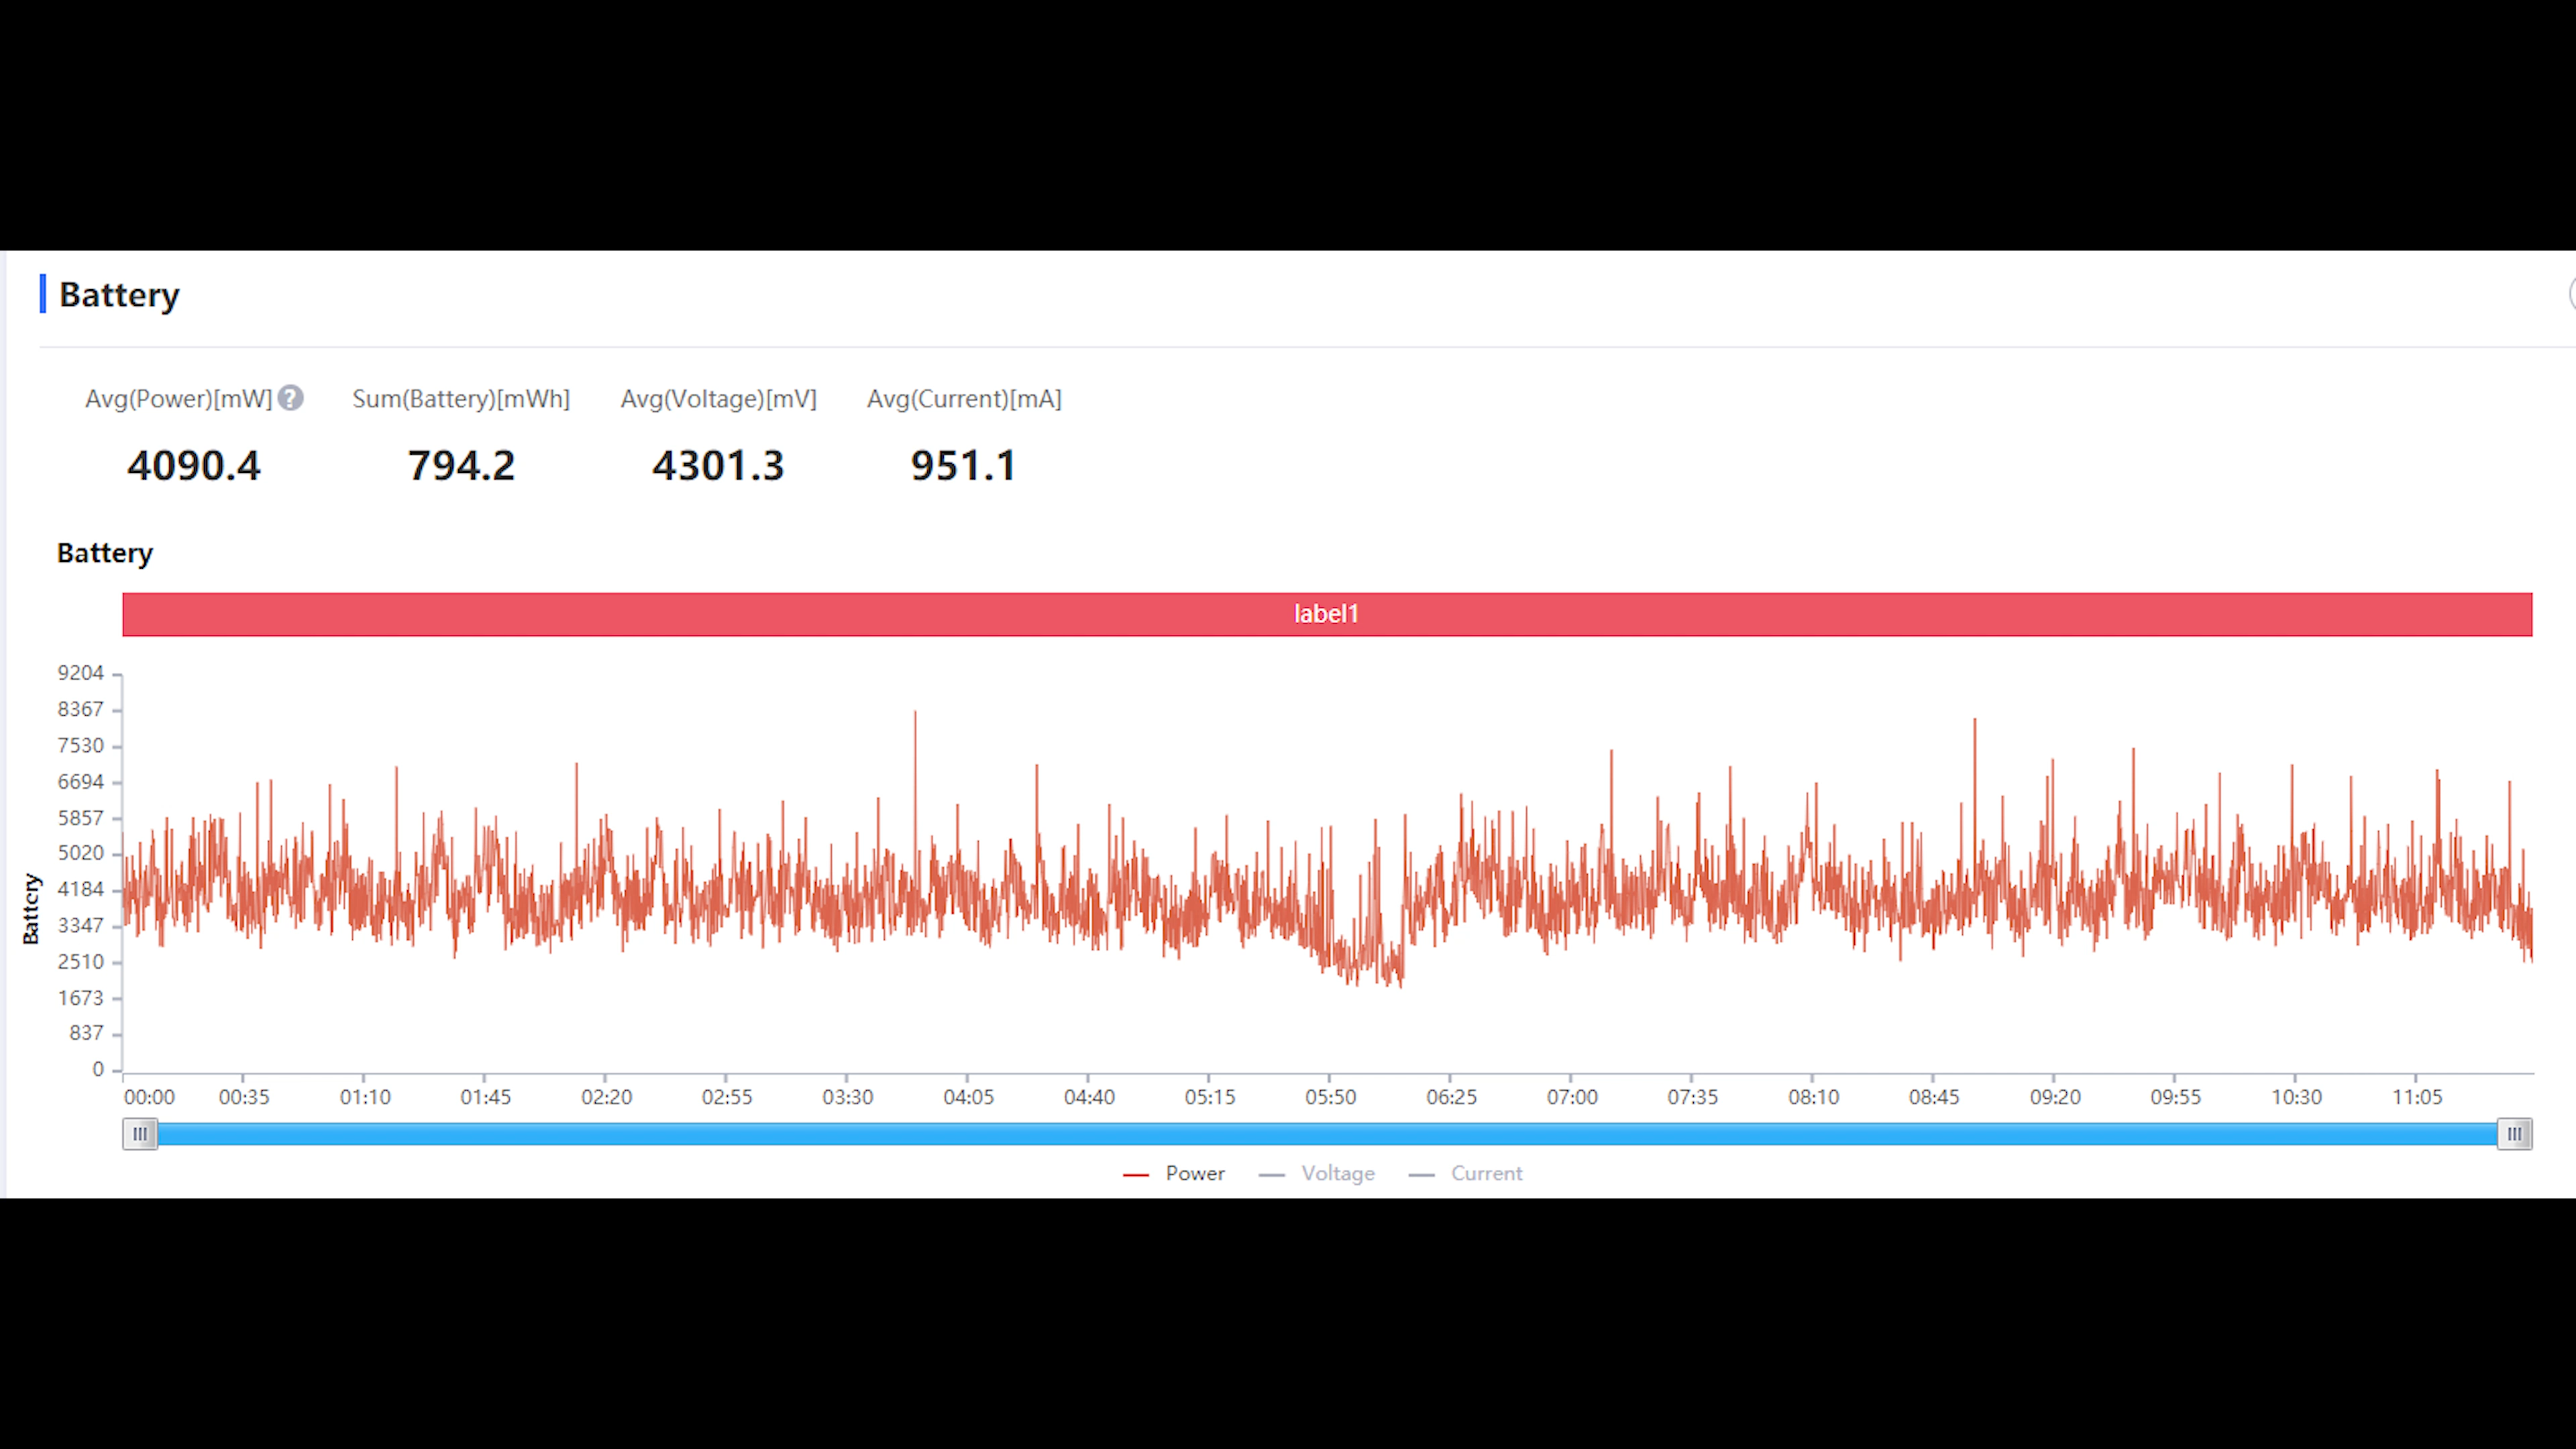 Battery
Avg(Power)[mW] ? Sum(Battery)[mWh] Avg(Voltage)[mV] Avg(Current)[mA]
4090.4 794.2 4301.3 951.1
Battery
label1
9204
8367
7530
6694
5857
5020
4184
3347
2510
1673
837
0
Battery
00:00 00:35 01:10 01:45 02:20 02:55 03:30 04:05 04:40 05:15 05:50 06:25 07:00 07:35 08:10 08:45 09:20 09:55 10:30 11:05
Power Voltage Current